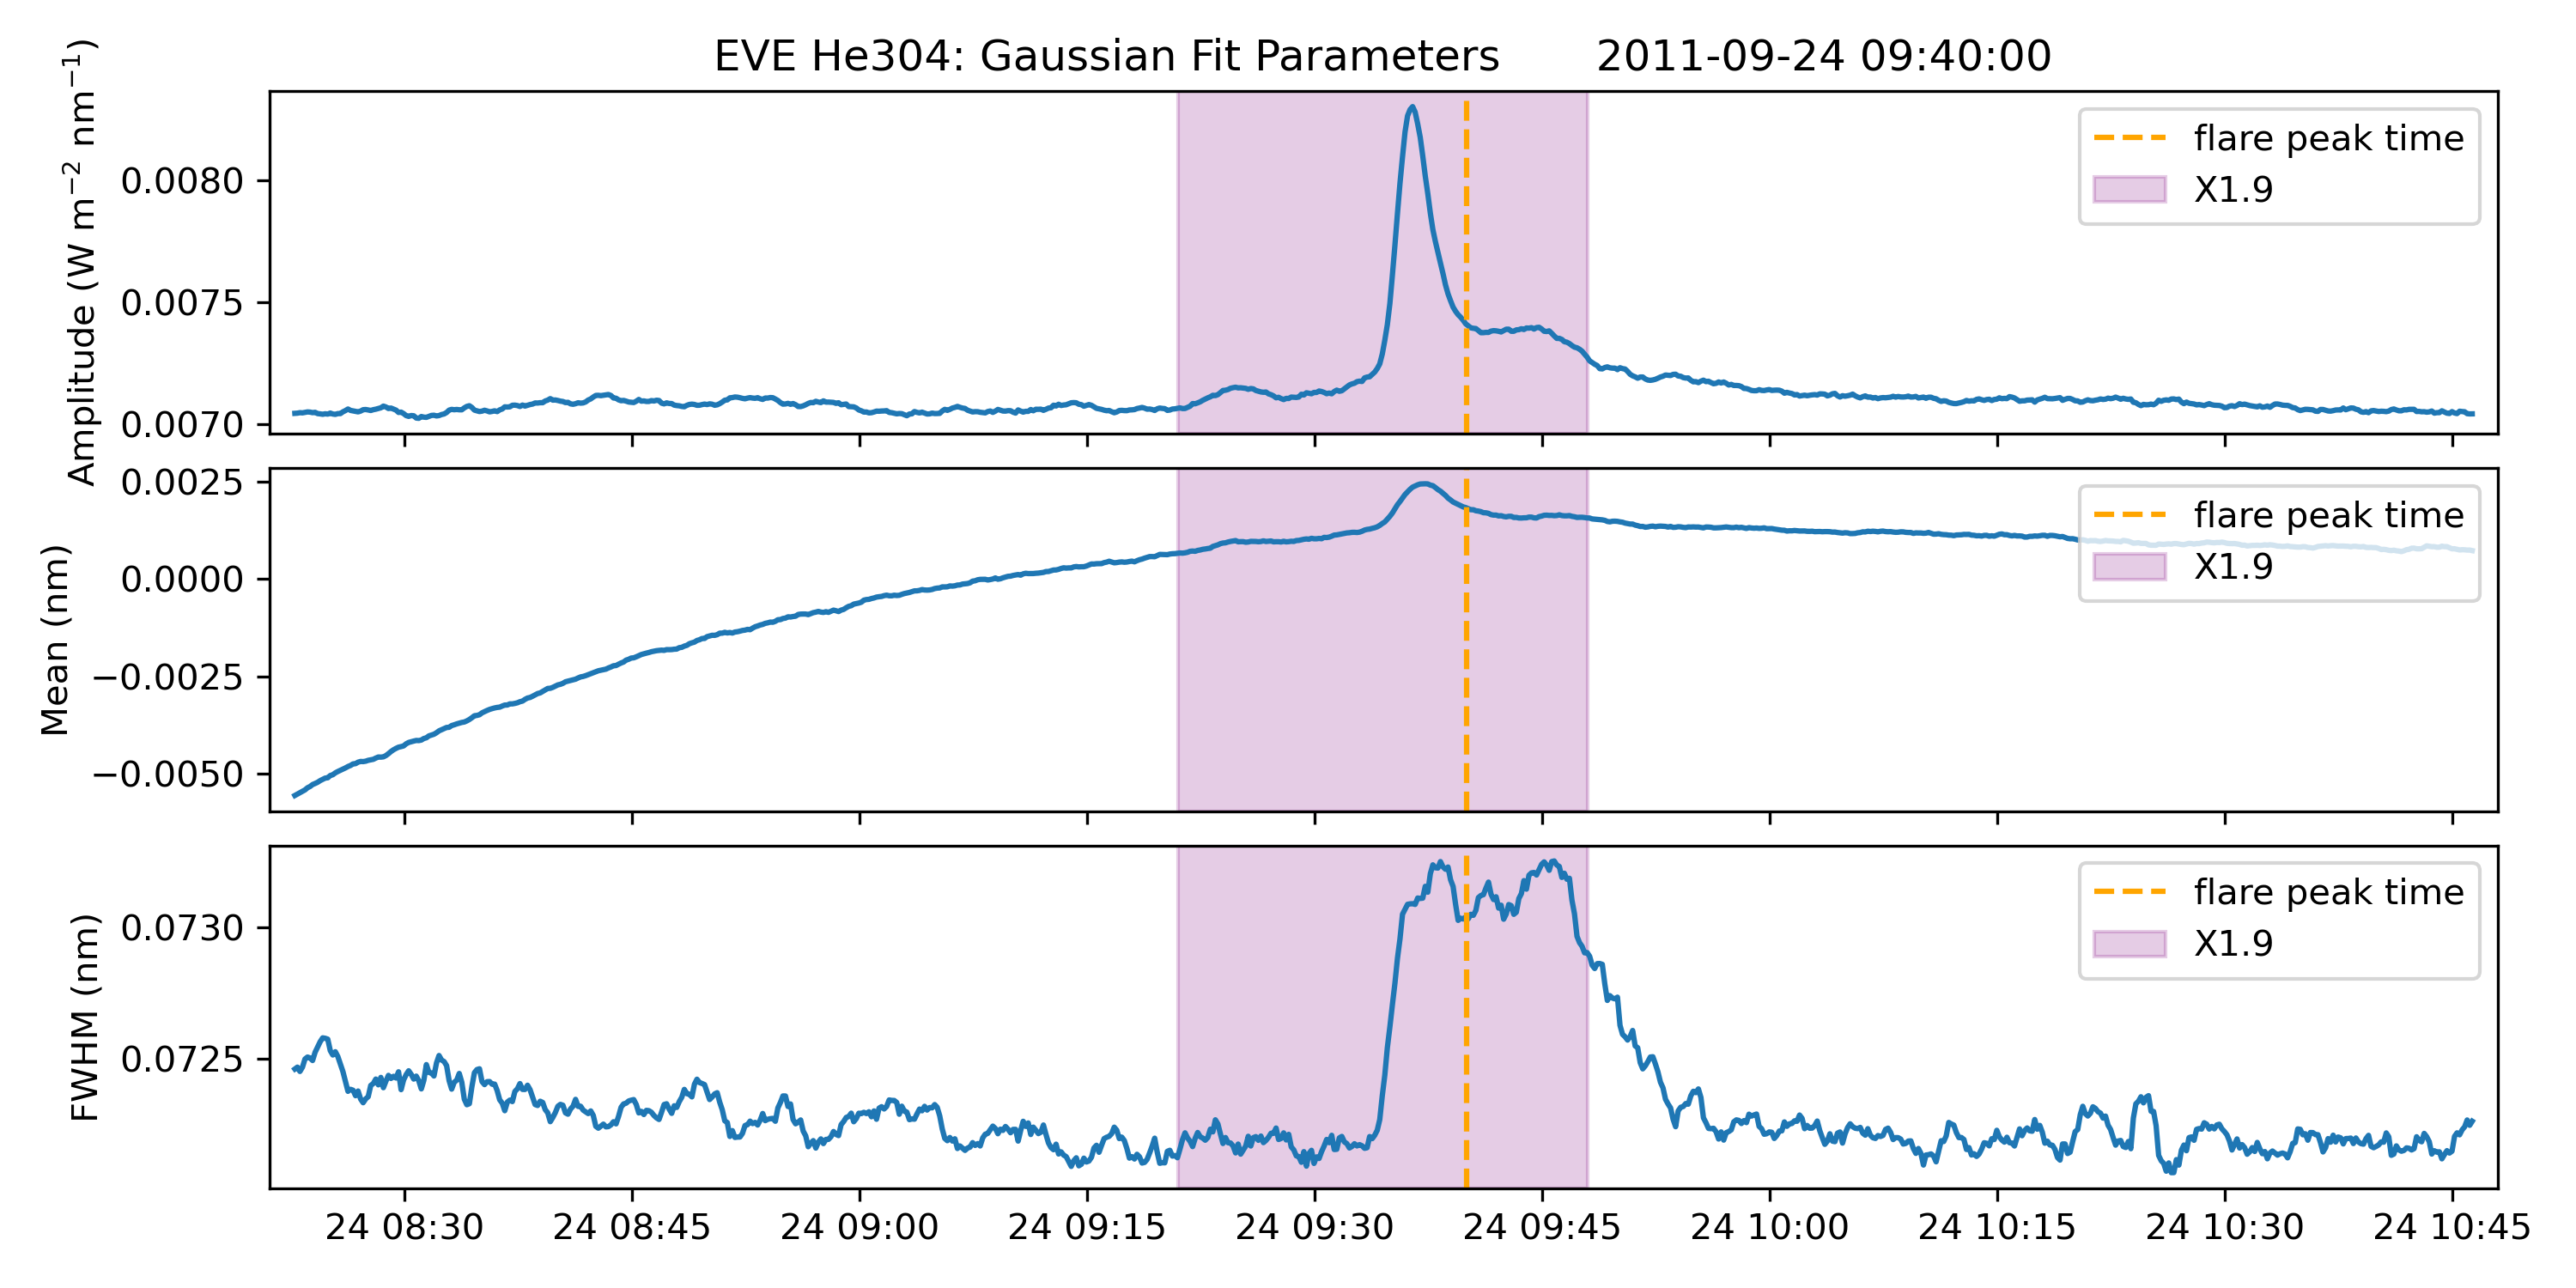 EVE He304: Gaussian Fit Parameters 2011-09-24 09:40:00
Amplitude (W m⁻² nm⁻¹)
0.0080
0.0075
0.0070
flare peak time
X1.9
Mean (nm)
0.0025
0.0000
−0.0025
−0.0050
flare peak time
X1.9
FWHM (nm)
0.0730
0.0725
flare peak time
X1.9
24 08:30 24 08:45 24 09:00 24 09:15 24 09:30 24 09:45 24 10:00 24 10:15 24 10:30 24 10:45